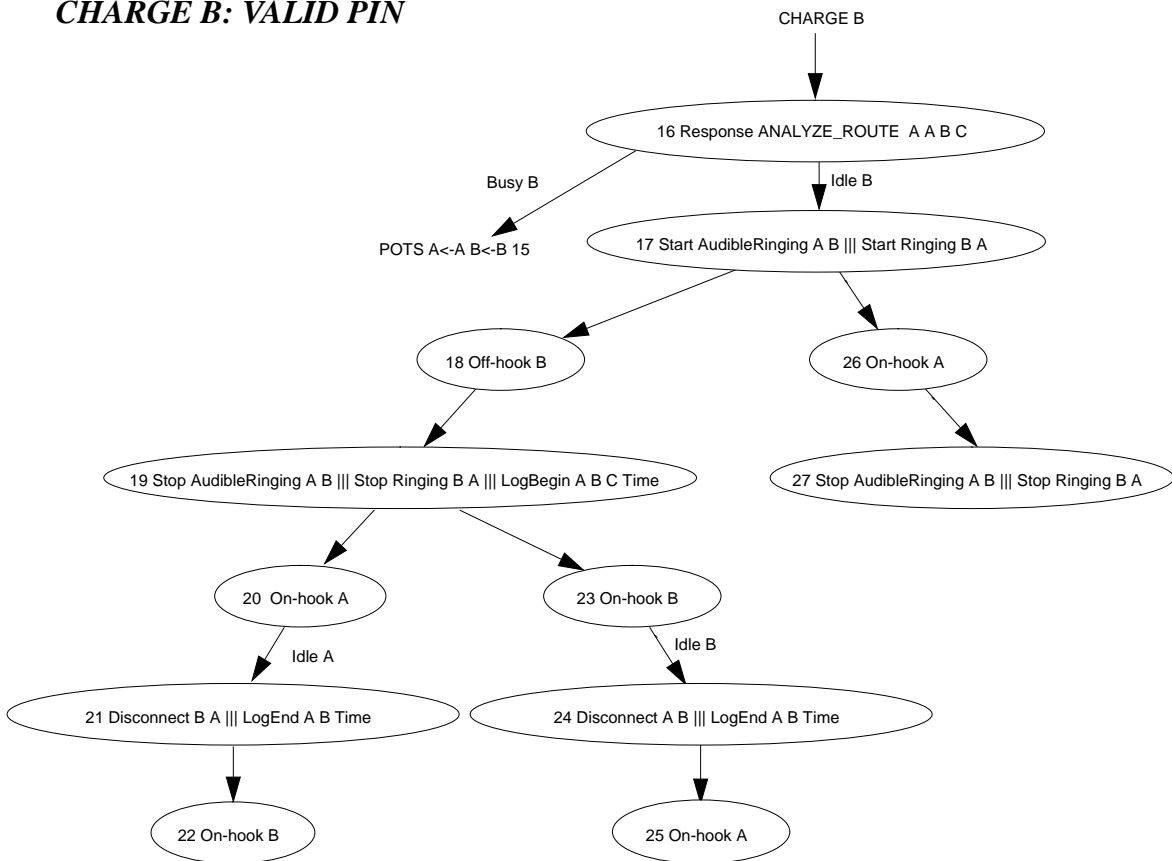 CHARGE B: VALID PIN
CHARGE B
16 Response ANALYZE_ROUTE A A B C
Busy B
Idle B
POTS A<-A B<-B 15
17 Start AudibleRinging A B ||| Start Ringing B A
18 Off-hook B
26 On-hook A
19 Stop AudibleRinging A B ||| Stop Ringing B A ||| LogBegin A B C Time
27 Stop AudibleRinging A B ||| Stop Ringing B A
20 On-hook A
23 On-hook B
Idle A
Idle B
21 Disconnect B A ||| LogEnd A B Time
24 Disconnect A B ||| LogEnd A B Time
22 On-hook B
25 On-hook A